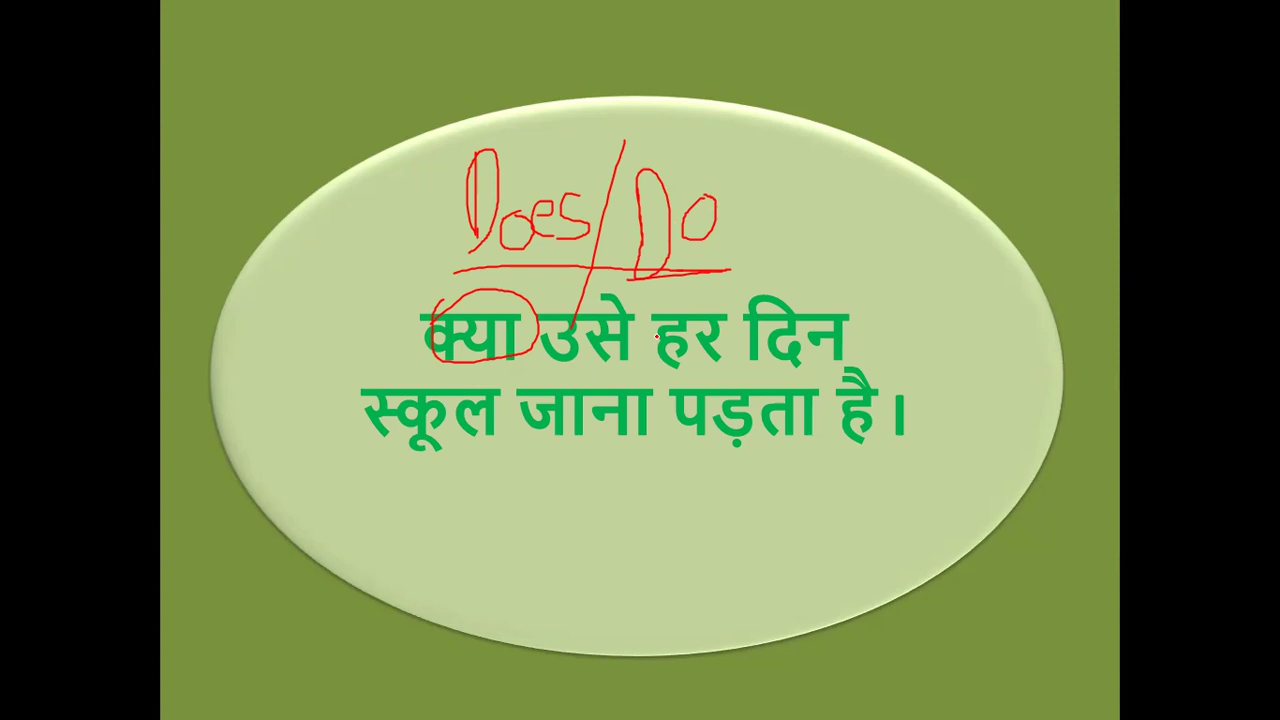 Does/Do
क्या उसे हर दिन
स्कूल जाना पड़ता है।